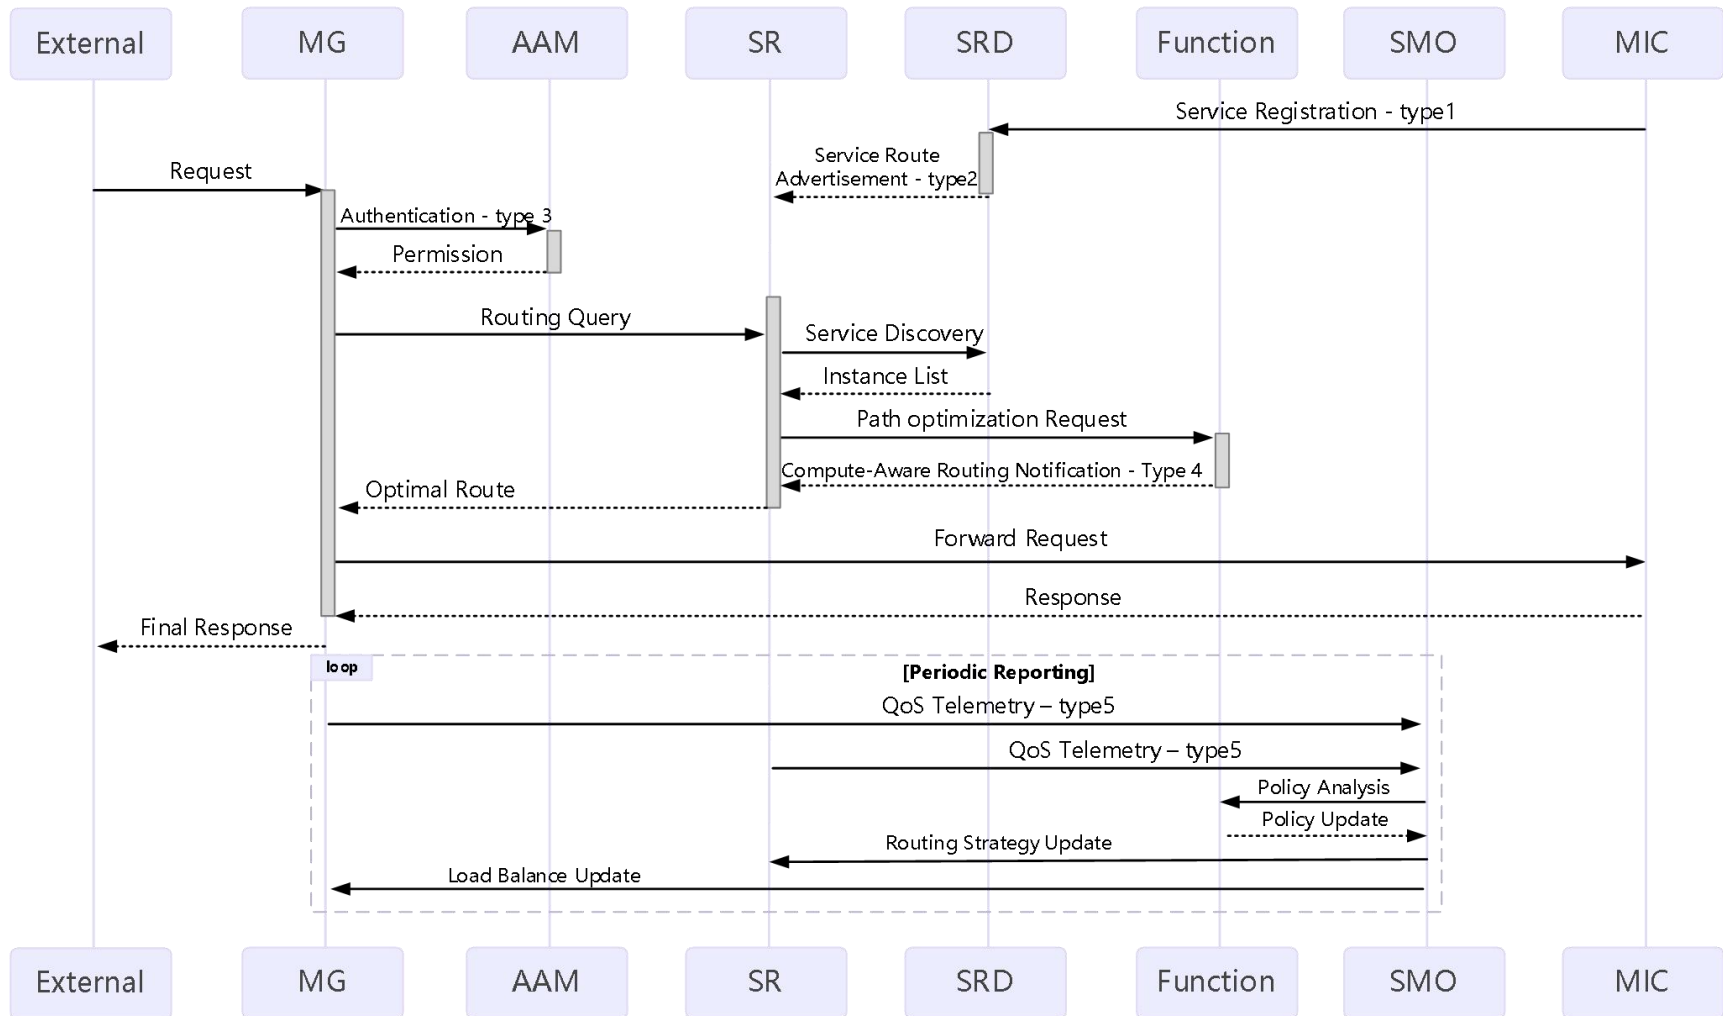 External
MG
AAM
SR
SRD
Function
SMO
MIC
Service Registration - type1
Service Route
Advertisement - type2
Request
Authentication - type 3
Permission
Routing Query
Service Discovery
Instance List
Path optimization Request
Compute-Aware Routing Notification - Type 4
Optimal Route
Forward Request
Response
Final Response
loop
[Periodic Reporting]
QoS Telemetry – type5
QoS Telemetry – type5
Policy Analysis
Policy Update
Routing Strategy Update
Load Balance Update
External
MG
AAM
SR
SRD
Function
SMO
MIC